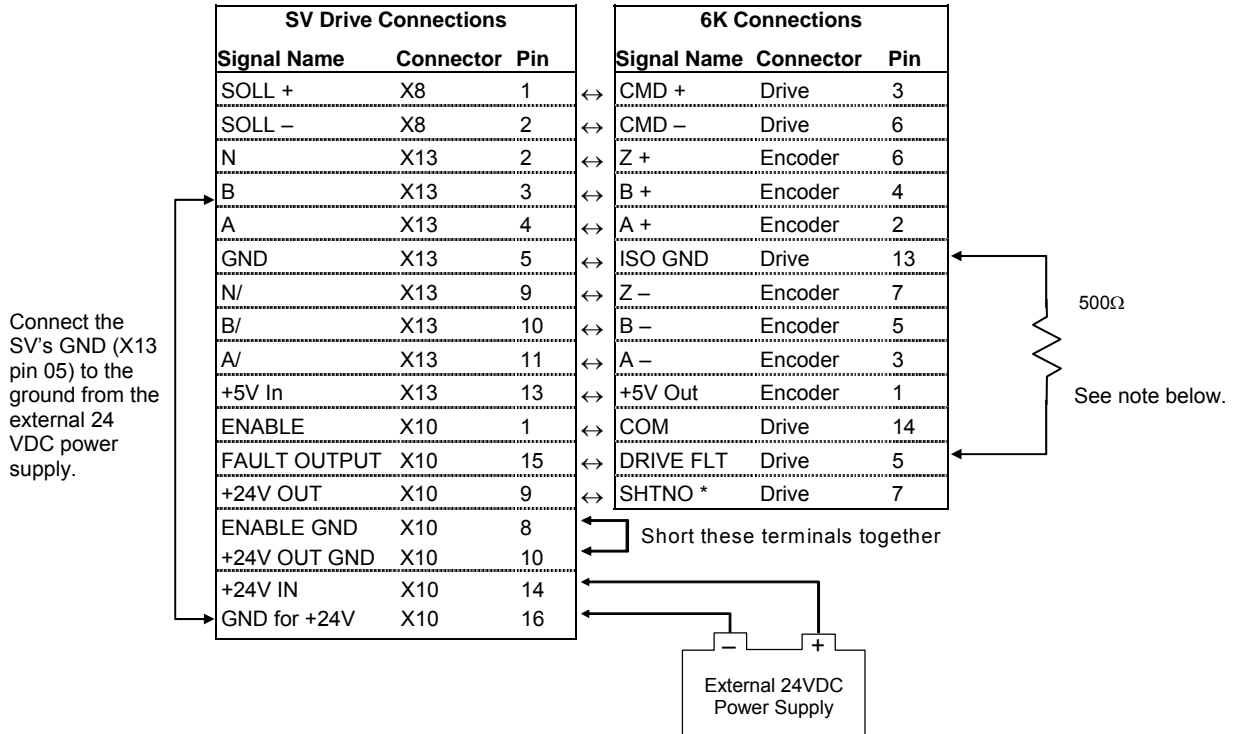 SV Drive Connections
Signal Name Connector Pin
SOLL + X8 1
SOLL – X8 2
N X13 2
B X13 3
A X13 4
GND X13 5
N/ X13 9
B/ X13 10
A/ X13 11
+5V In X13 13
ENABLE X10 1
FAULT OUTPUT X10 15
+24V OUT X10 9
ENABLE GND X10 8
+24V OUT GND X10 10
+24V IN X10 14
GND for +24V X10 16
↔
↔
↔
↔
↔
↔
↔
↔
↔
↔
↔
↔
↔
6K Connections
Signal Name Connector Pin
CMD + Drive 3
CMD – Drive 6
Z + Encoder 6
B + Encoder 4
A + Encoder 2
ISO GND Drive 13
Z – Encoder 7
B – Encoder 5
A – Encoder 3
+5V Out Encoder 1
COM Drive 14
DRIVE FLT Drive 5
SHTNO * Drive 7
Connect the
SV's GND (X13
pin 05) to the
ground from the
external 24
VDC power
supply.
500Ω
See note below.
Short these terminals together
– +
External 24VDC
Power Supply